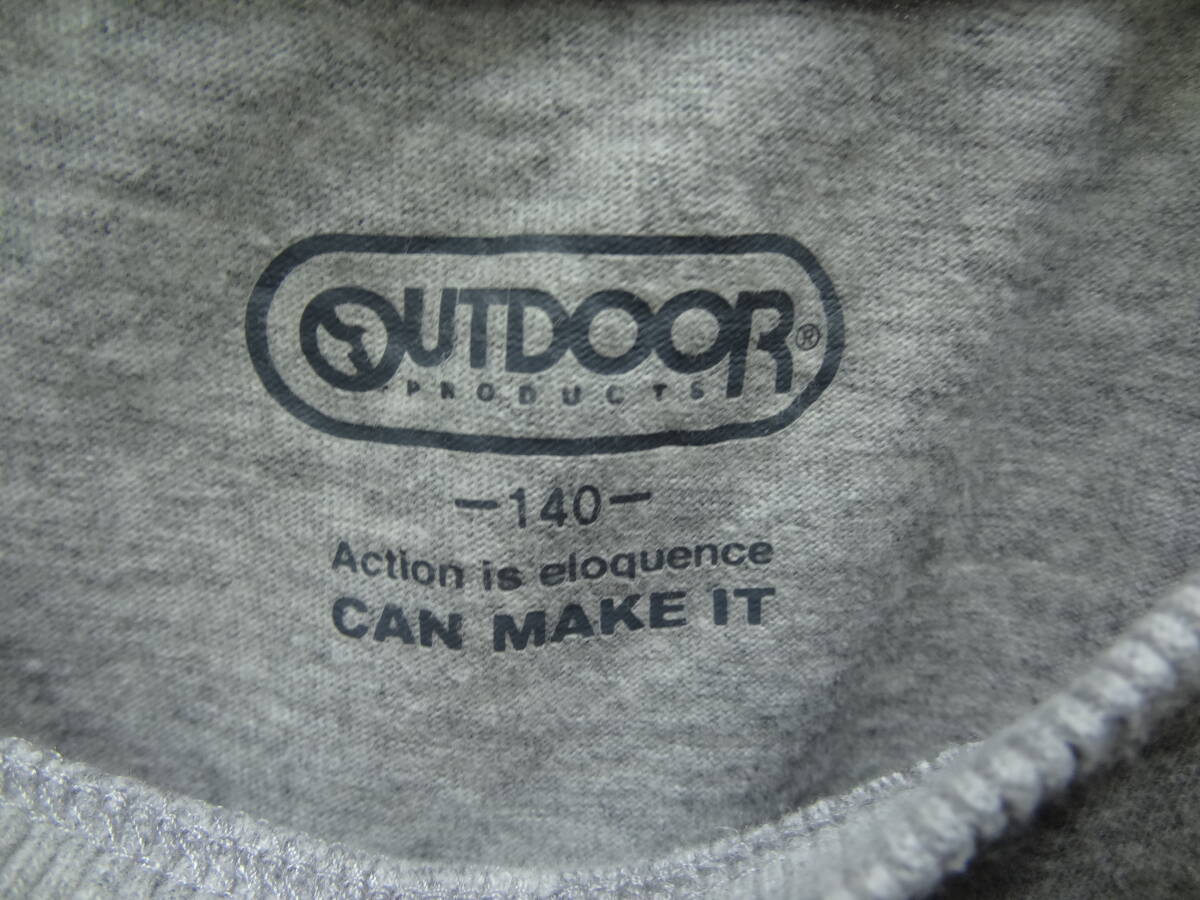 OUTDOOR®
PRODUCTS
-140-
Action is eloquence
CAN MAKE IT